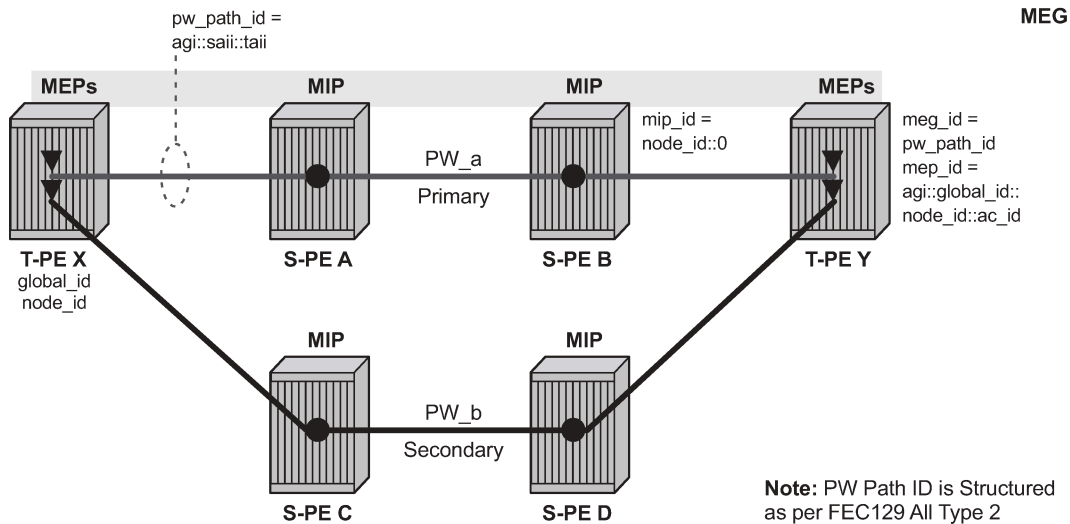 MEG
pw_path_id =
agi::saii::taii
MEPs
MIP
MIP
MEPs
mip_id =
node_id::0
meg_id =
pw_path_id
mep_id =
agi::global_id::
node_id::ac_id
PW_a
Primary
T-PE X
global_id
node_id
S-PE A
S-PE B
T-PE Y
MIP
MIP
PW_b
Secondary
S-PE C
S-PE D
Note: PW Path ID is Structured
as per FEC129 All Type 2